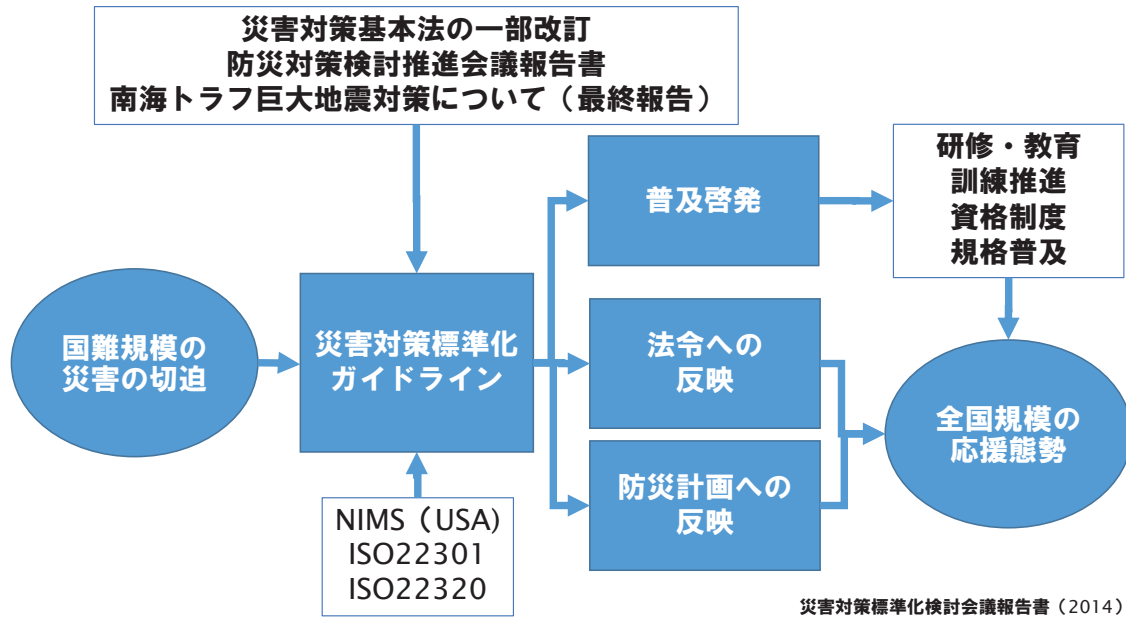 災害対策基本法の一部改訂
防災対策検討推進会議報告書
南海トラフ巨大地震対策について（最終報告）
普及啓発
研修・教育
訓練推進
資格制度
規格普及
国難規模の
災害の切迫
災害対策標準化
ガイドライン
法令への
反映
防災計画への
反映
全国規模の
応援態勢
NIMS（USA)
ISO22301
ISO22320
災害対策標準化検討会議報告書（2014）